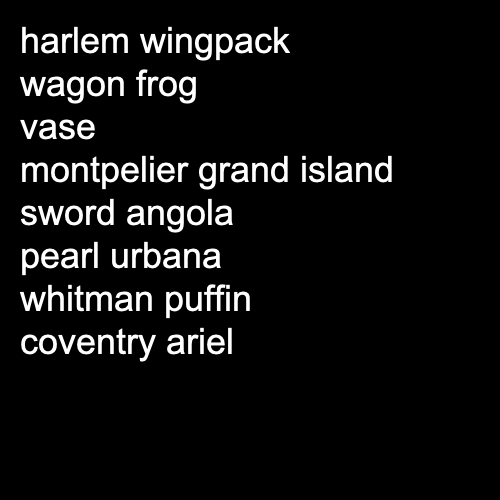 harlem wingpack
wagon frog
vase
montpelier grand island
sword angola
pearl urbana
whitman puffin
coventry ariel